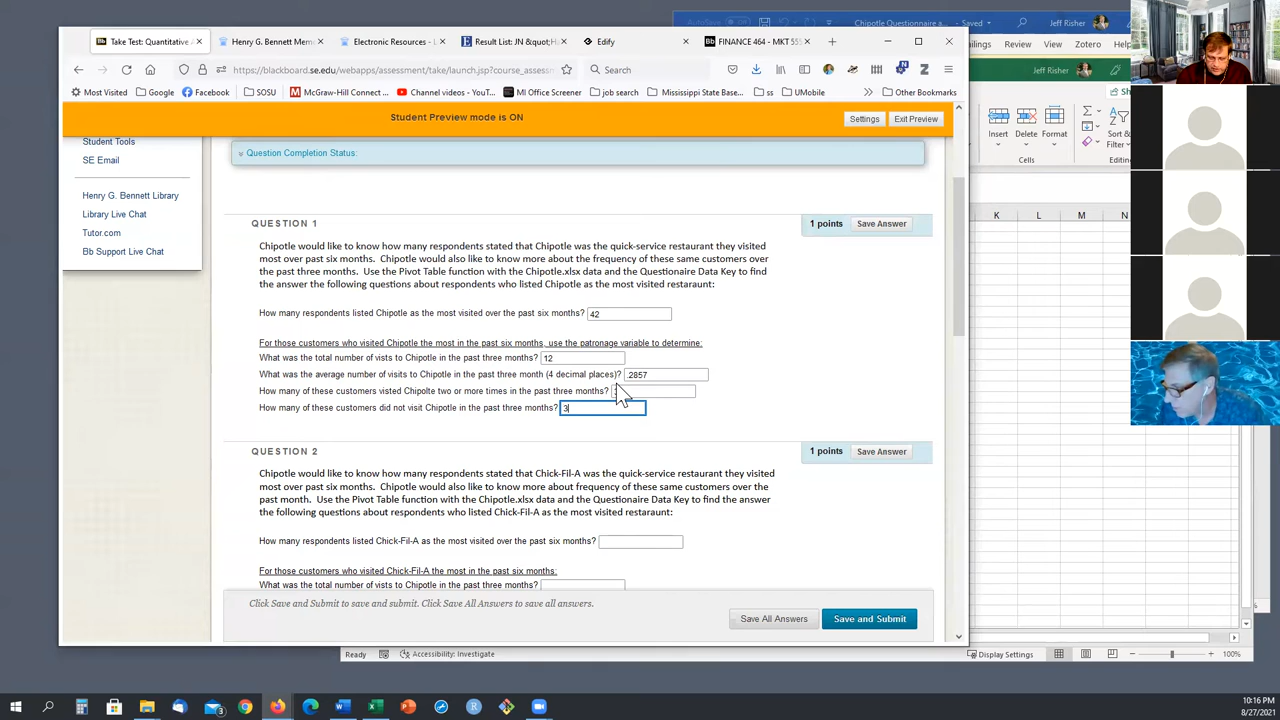 AutoSave
Chipotle Questionnaire a... - Saved
Jeff Risher
Take Test: Quantitative A
Henry G. Bennett Mem
Electronic Resources -
Result List: JN &quot;H
Edify
FINANCE 464 - MKT 555
ailings
Review
View
Zotero
Jeff Risher
https://blackboard.se.edu
assessment/take/launch.jsp?course_assess
Search
Most Visited
Google
Facebook
SOSU
McGraw-Hill Connect
Channel videos - YouT...
MI Office Screener
job search
Mississippi State Base...
ss
UMobile
Other Bookmarks
Student Preview mode is ON
Settings
Exit Preview
Insert
Delete
Format
Sort &
Filter
Cells
Student Tools
SE Email
Henry G. Bennett Library
Library Live Chat
Tutor.com
Bb Support Live Chat
Question Completion Status:
K
L
M
N
QUESTION 1
1 points
Save Answer
Chipotle would like to know how many respondents stated that Chipotle was the quick-service restaurant they visited
most over past six months. Chipotle would also like to know more about the frequency of these same customers over
the past three months. Use the Pivot Table function with the Chipotle.xlsx data and the Questionaire Data Key to find
the answer the following questions about respondents who listed Chipotle as the most visited restaraunt:
How many respondents listed Chipotle as the most visited over the past six months? 42
For those customers who visited Chipotle the most in the past six months, use the patronage variable to determine:
What was the total number of vists to Chipotle in the past three months? 12
What was the average number of visits to Chipotle in the past three month (4 decimal places)? .2857
How many of these customers visted Chipolte two or more times in the past three months?
How many of these customers did not visit Chipotle in the past three months? 3
QUESTION 2
1 points
Save Answer
Chipotle would like to know how many respondents stated that Chick-Fil-A was the quick-service restaurant they visited
most over past six months. Chipotle would also like to know more about frequency of these same customers over the
past month. Use the Pivot Table function with the Chipotle.xlsx data and the Questionaire Data Key to find the answer
the following questions about respondents who listed Chick-Fil-A as the most visited restaraunt:
How many respondents listed Chick-Fil-A as the most visited over the past six months?
For those customers who visited Chick-Fil-A the most in the past six months:
What was the total number of vists to Chipotle in the past three months?
Click Save and Submit to save and submit. Click Save All Answers to save all answers.
Save All Answers
Save and Submit
Ready
Accessibility: Investigate
Display Settings
100%
10:16 PM
8/27/2021